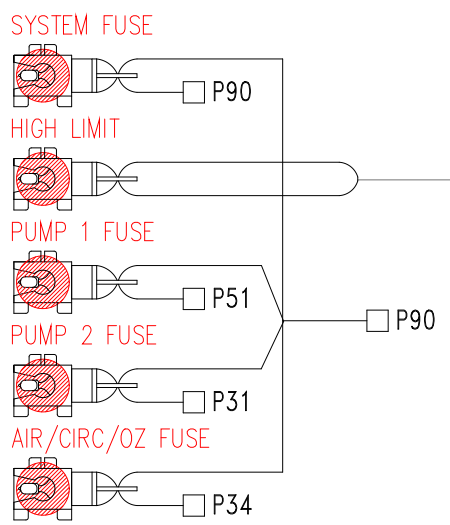 SYSTEM FUSE
P90
HIGH LIMIT
PUMP 1 FUSE
P51
P90
PUMP 2 FUSE
P31
AIR/CIRC/OZ FUSE
P34